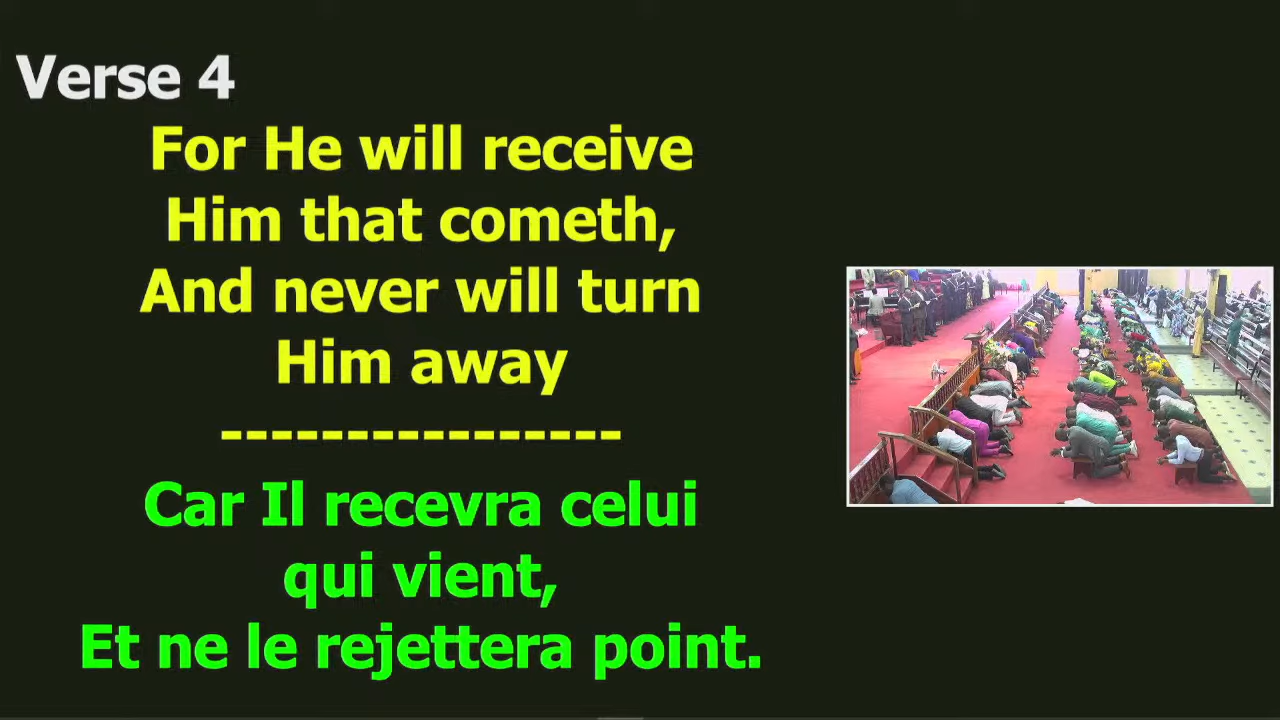 Verse 4
For He will receive
Him that cometh,
And never will turn
Him away
----------------
Car Il recevra celui
qui vient,
Et ne le rejettera point.